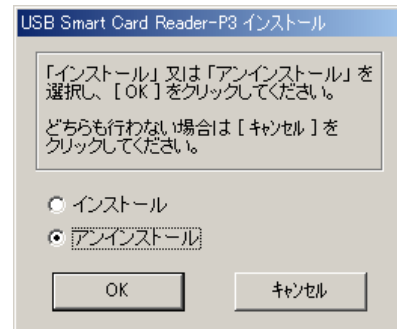 USB Smart Card Reader-P3 インストール
「インストール」又は「アンインストール」を
選択し、[ OK ]をクリックしてください。
どちらも行わない場合は[ ｷｬﾝｾﾙ ]を
クリックしてください。
インストール
アンインストール
OK
ｷｬﾝｾﾙ